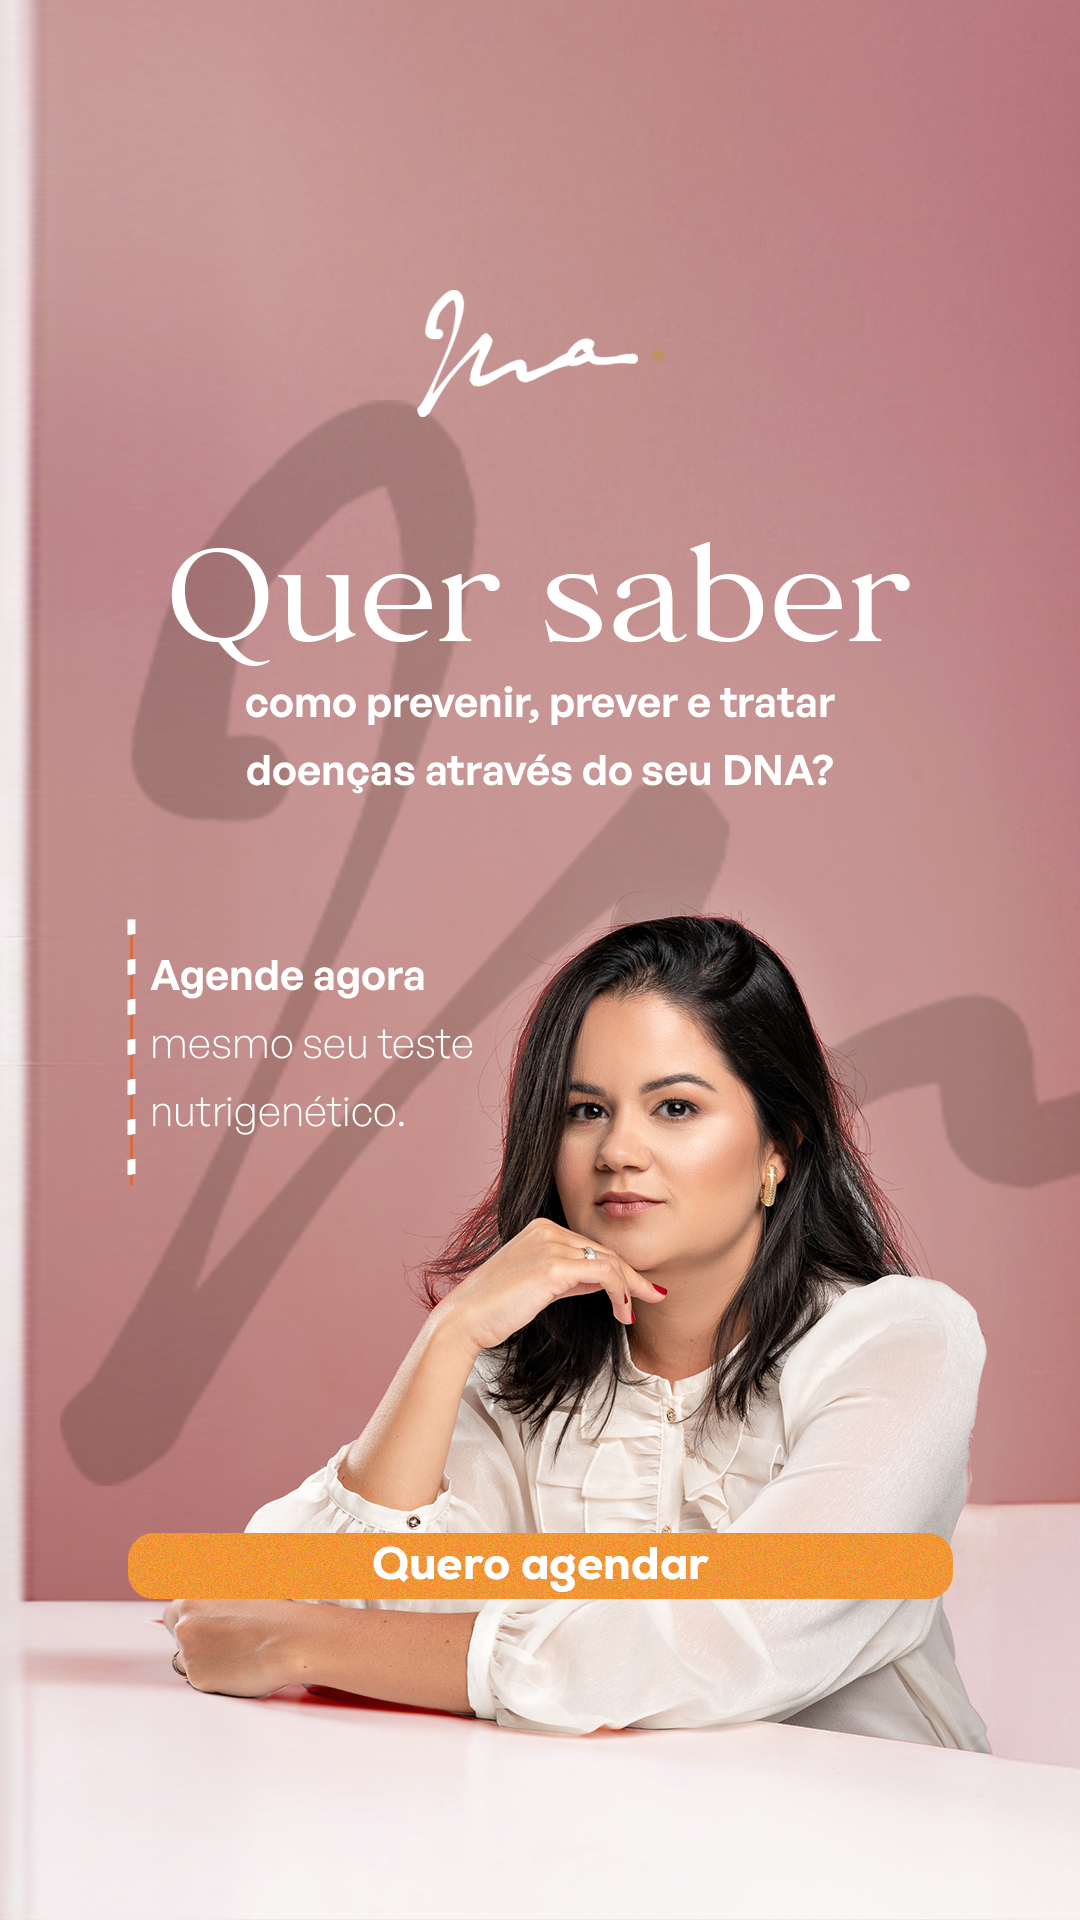 Quer saber
como prevenir, prever e tratar
doenças através do seu DNA?
Agende agora
mesmo seu teste
nutrigenético.
Quero agendar